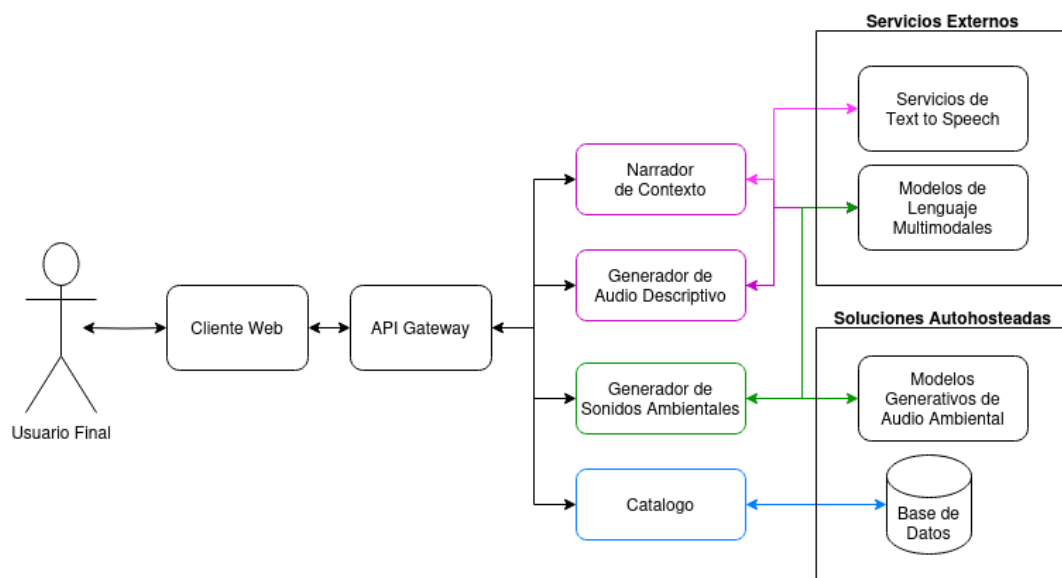 Servicios Externos
Servicios de
Text to Speech
Narrador
de Contexto
Modelos de
Lenguaje
Multimodales
Generador de
Audio Descriptivo
Cliente Web
API Gateway
Soluciones Autohosteadas
Generador de
Sonidos Ambientales
Modelos
Generativos de
Audio Ambiental
Usuario Final
Catalogo
Base de
Datos